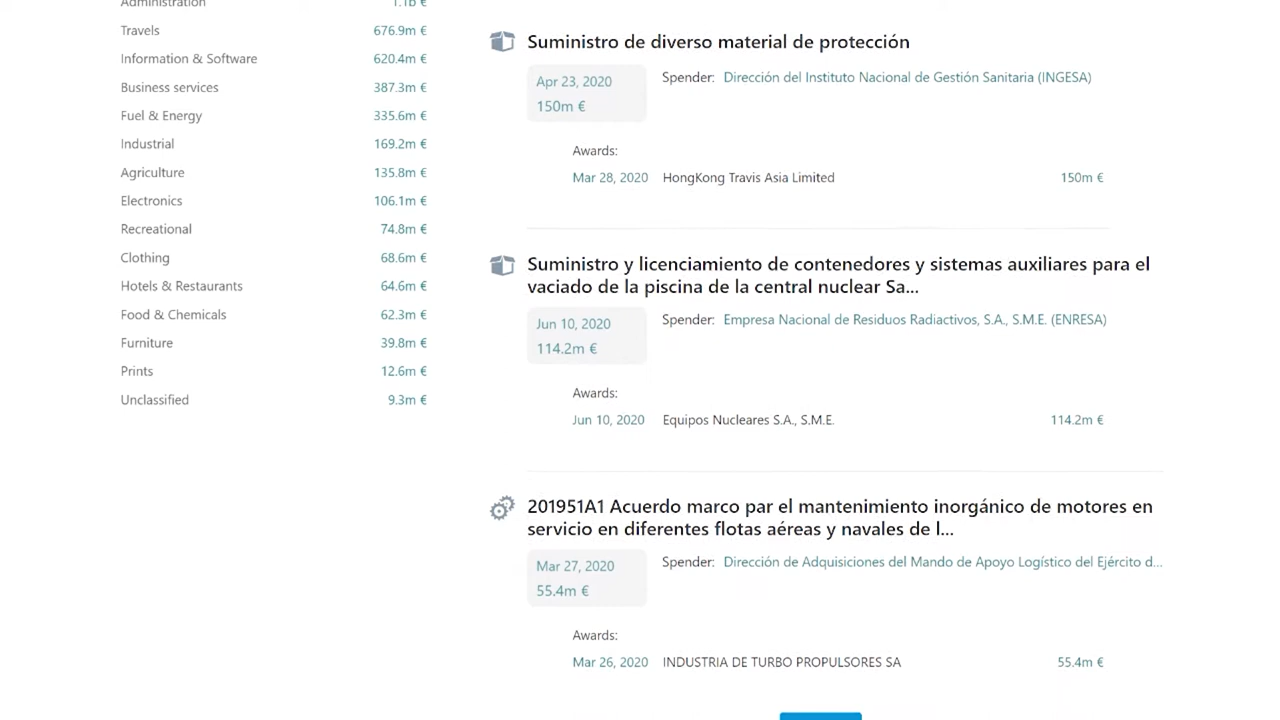 Administration 1.1b €
Travels 676.9m €
Information & Software 620.4m €
Business services 387.3m €
Fuel & Energy 335.6m €
Industrial 169.2m €
Agriculture 135.8m €
Electronics 106.1m €
Recreational 74.8m €
Clothing 68.6m €
Hotels & Restaurants 64.6m €
Food & Chemicals 62.3m €
Furniture 39.8m €
Prints 12.6m €
Unclassified 9.3m €
Suministro de diverso material de protección
Apr 23, 2020
150m €
Spender: Dirección del Instituto Nacional de Gestión Sanitaria (INGESA)
Awards:
Mar 28, 2020 HongKong Travis Asia Limited 150m €
Suministro y licenciamiento de contenedores y sistemas auxiliares para el
vaciado de la piscina de la central nuclear Sa...
Jun 10, 2020
114.2m €
Spender: Empresa Nacional de Residuos Radiactivos, S.A., S.M.E. (ENRESA)
Awards:
Jun 10, 2020 Equipos Nucleares S.A., S.M.E. 114.2m €
201951A1 Acuerdo marco par el mantenimiento inorgánico de motores en
servicio en diferentes flotas aéreas y navales de l...
Mar 27, 2020
55.4m €
Spender: Dirección de Adquisiciones del Mando de Apoyo Logístico del Ejército d...
Awards:
Mar 26, 2020 INDUSTRIA DE TURBO PROPULSORES SA 55.4m €